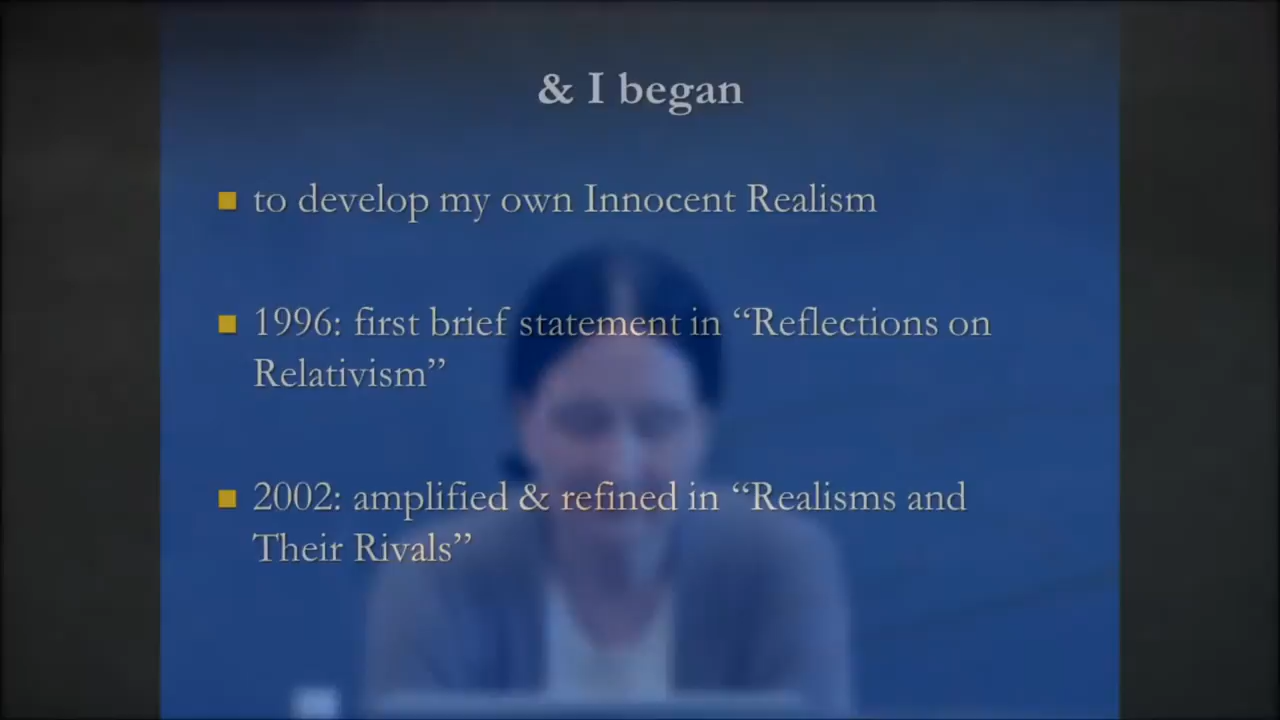 & I began
to develop my own Innocent Realism
1996: first brief statement in “Reflections on
Relativism”
2002: amplified & refined in “Realisms and
Their Rivals”